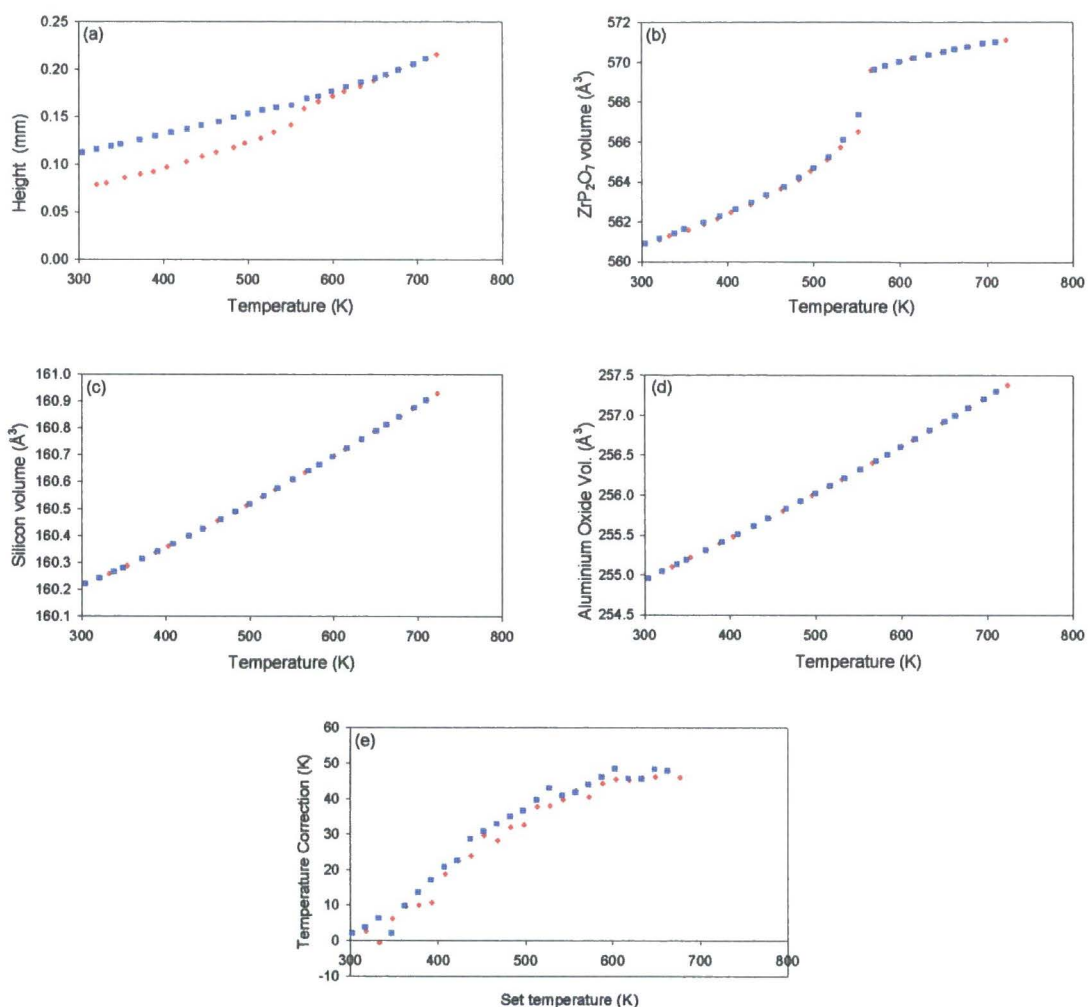 (a)
Height (mm)
0.25
0.20
0.15
0.10
0.05
0.00
300 400 500 600 700 800
Temperature (K)
(b)
ZrP₂O₇ volume (Å³)
572
570
568
566
564
562
560
300 400 500 600 700 800
Temperature (K)
(c)
Silicon volume (Å³)
161.0
160.9
160.8
160.7
160.6
160.5
160.4
160.3
160.2
160.1
300 400 500 600 700 800
Temperature (K)
(d)
Aluminium Oxide Vol. (Å³)
257.5
257.0
256.5
256.0
255.5
255.0
254.5
300 400 500 600 700 800
Temperature (K)
(e)
Temperature Correction (K)
60
50
40
30
20
10
0
-10
300 400 500 600 700 800
Set temperature (K)